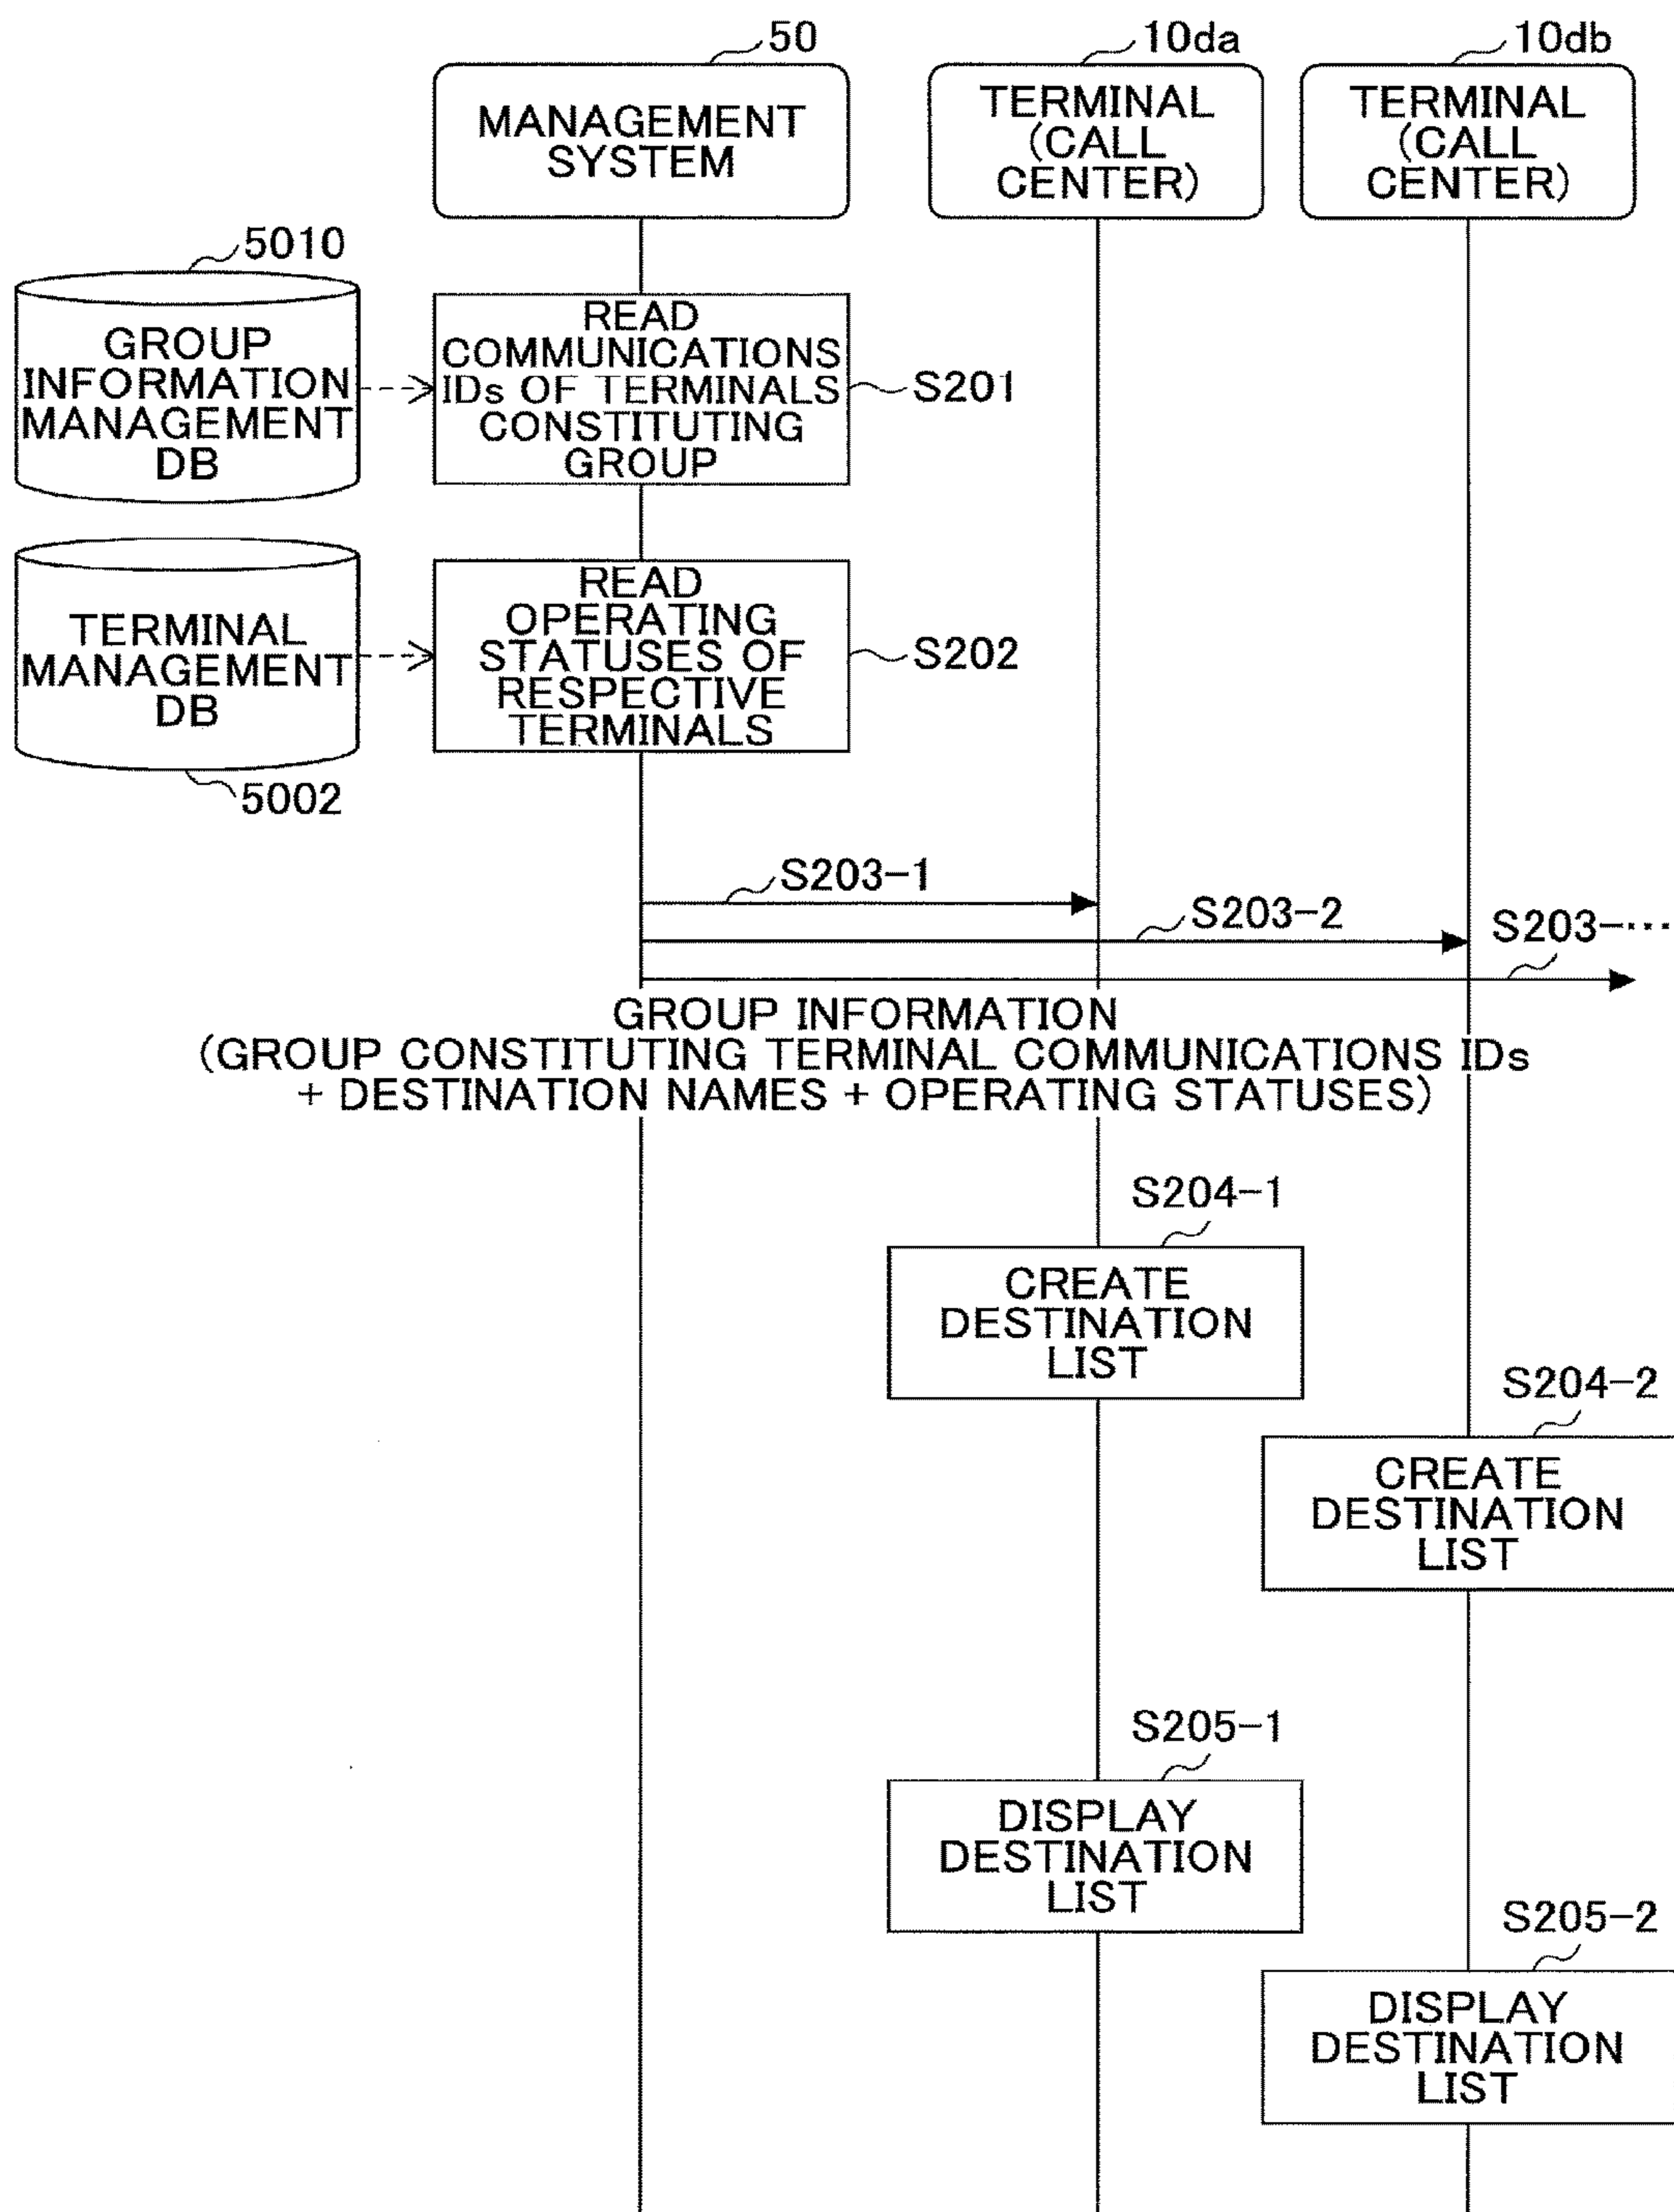 50
10da
10db
MANAGEMENT
SYSTEM
TERMINAL
(CALL
CENTER)
TERMINAL
(CALL
CENTER)
5010
GROUP
INFORMATION
MANAGEMENT
DB
READ
COMMUNICATIONS
IDs OF TERMINALS
CONSTITUTING
GROUP
S201
TERMINAL
MANAGEMENT
DB
5002
READ
OPERATING
STATUSES OF
RESPECTIVE
TERMINALS
S202
S203-1
S203-2
S203-···
GROUP INFORMATION
(GROUP CONSTITUTING TERMINAL COMMUNICATIONS IDs
+ DESTINATION NAMES + OPERATING STATUSES)
S204-1
CREATE
DESTINATION
LIST
S204-2
CREATE
DESTINATION
LIST
S205-1
DISPLAY
DESTINATION
LIST
S205-2
DISPLAY
DESTINATION
LIST